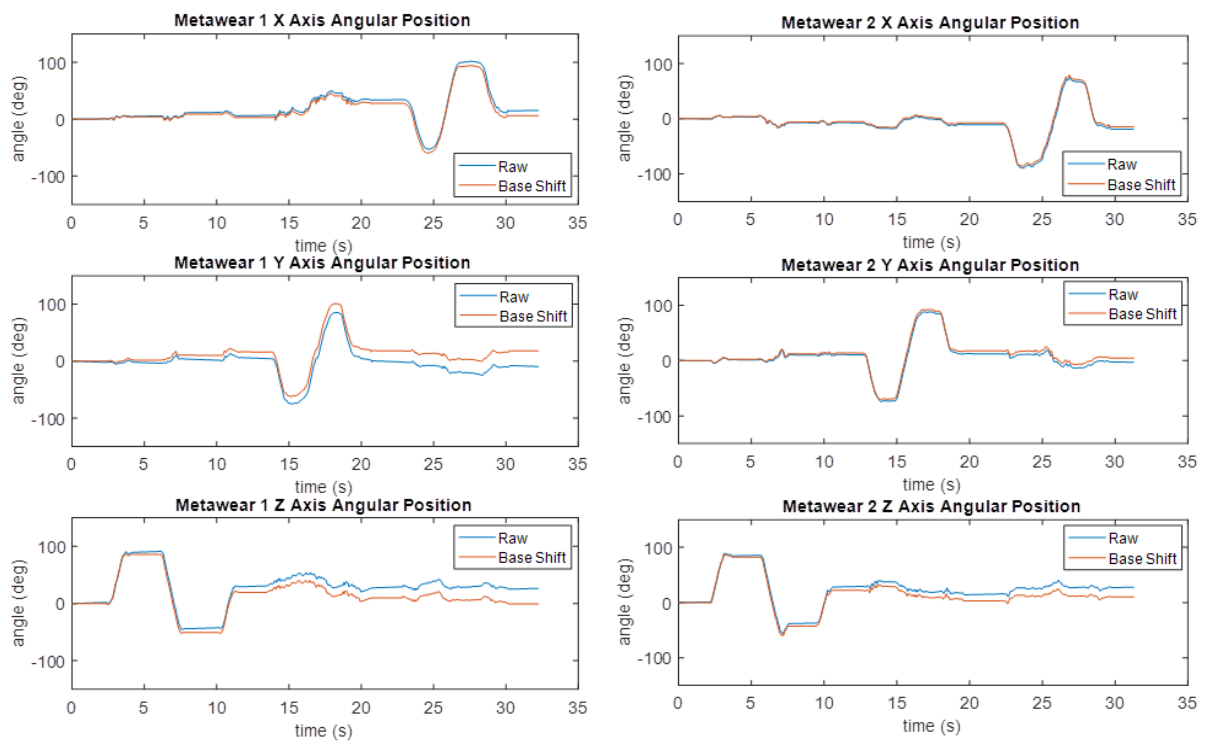 Metawear 1 X Axis Angular Position
angle (deg)
100
0
-100
Raw
Base Shift
0 5 10 15 20 25 30 35
time (s)
Metawear 1 Y Axis Angular Position
angle (deg)
100
0
-100
Raw
Base Shift
0 5 10 15 20 25 30 35
time (s)
Metawear 1 Z Axis Angular Position
angle (deg)
100
0
-100
Raw
Base Shift
0 5 10 15 20 25 30 35
time (s)
Metawear 2 X Axis Angular Position
angle (deg)
100
0
-100
Raw
Base Shift
0 5 10 15 20 25 30 35
time (s)
Metawear 2 Y Axis Angular Position
angle (deg)
100
0
-100
Raw
Base Shift
0 5 10 15 20 25 30 35
time (s)
Metawear 2 Z Axis Angular Position
angle (deg)
100
0
-100
Raw
Base Shift
0 5 10 15 20 25 30 35
time (s)